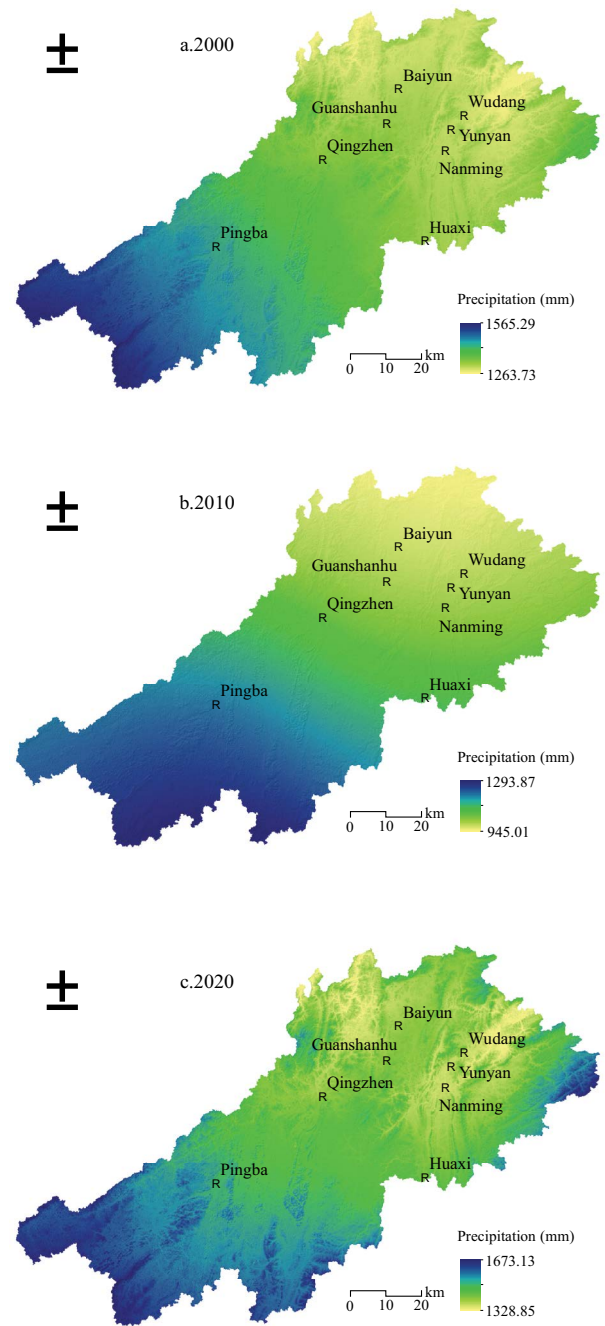 ±
a.2000
Baiyun
Guanshanhu
Wudang
R
R
R
R Yunyan
Qingzhen
R
R
Nanming
Pingba
R
Huaxi
R
Precipitation (mm)
1565.29
1263.73
km
0 10 20
±
b.2010
Baiyun
R
Guanshanhu
R
Wudang
R
R Yunyan
Qingzhen
R
R
Nanming
Pingba
R
Huaxi
R
Precipitation (mm)
1293.87
945.01
km
0 10 20
±
c.2020
Baiyun
R
Guanshanhu
R
Wudang
R
R Yunyan
Qingzhen
R
R
Nanming
Pingba
R
Huaxi
R
Precipitation (mm)
1673.13
1328.85
km
0 10 20